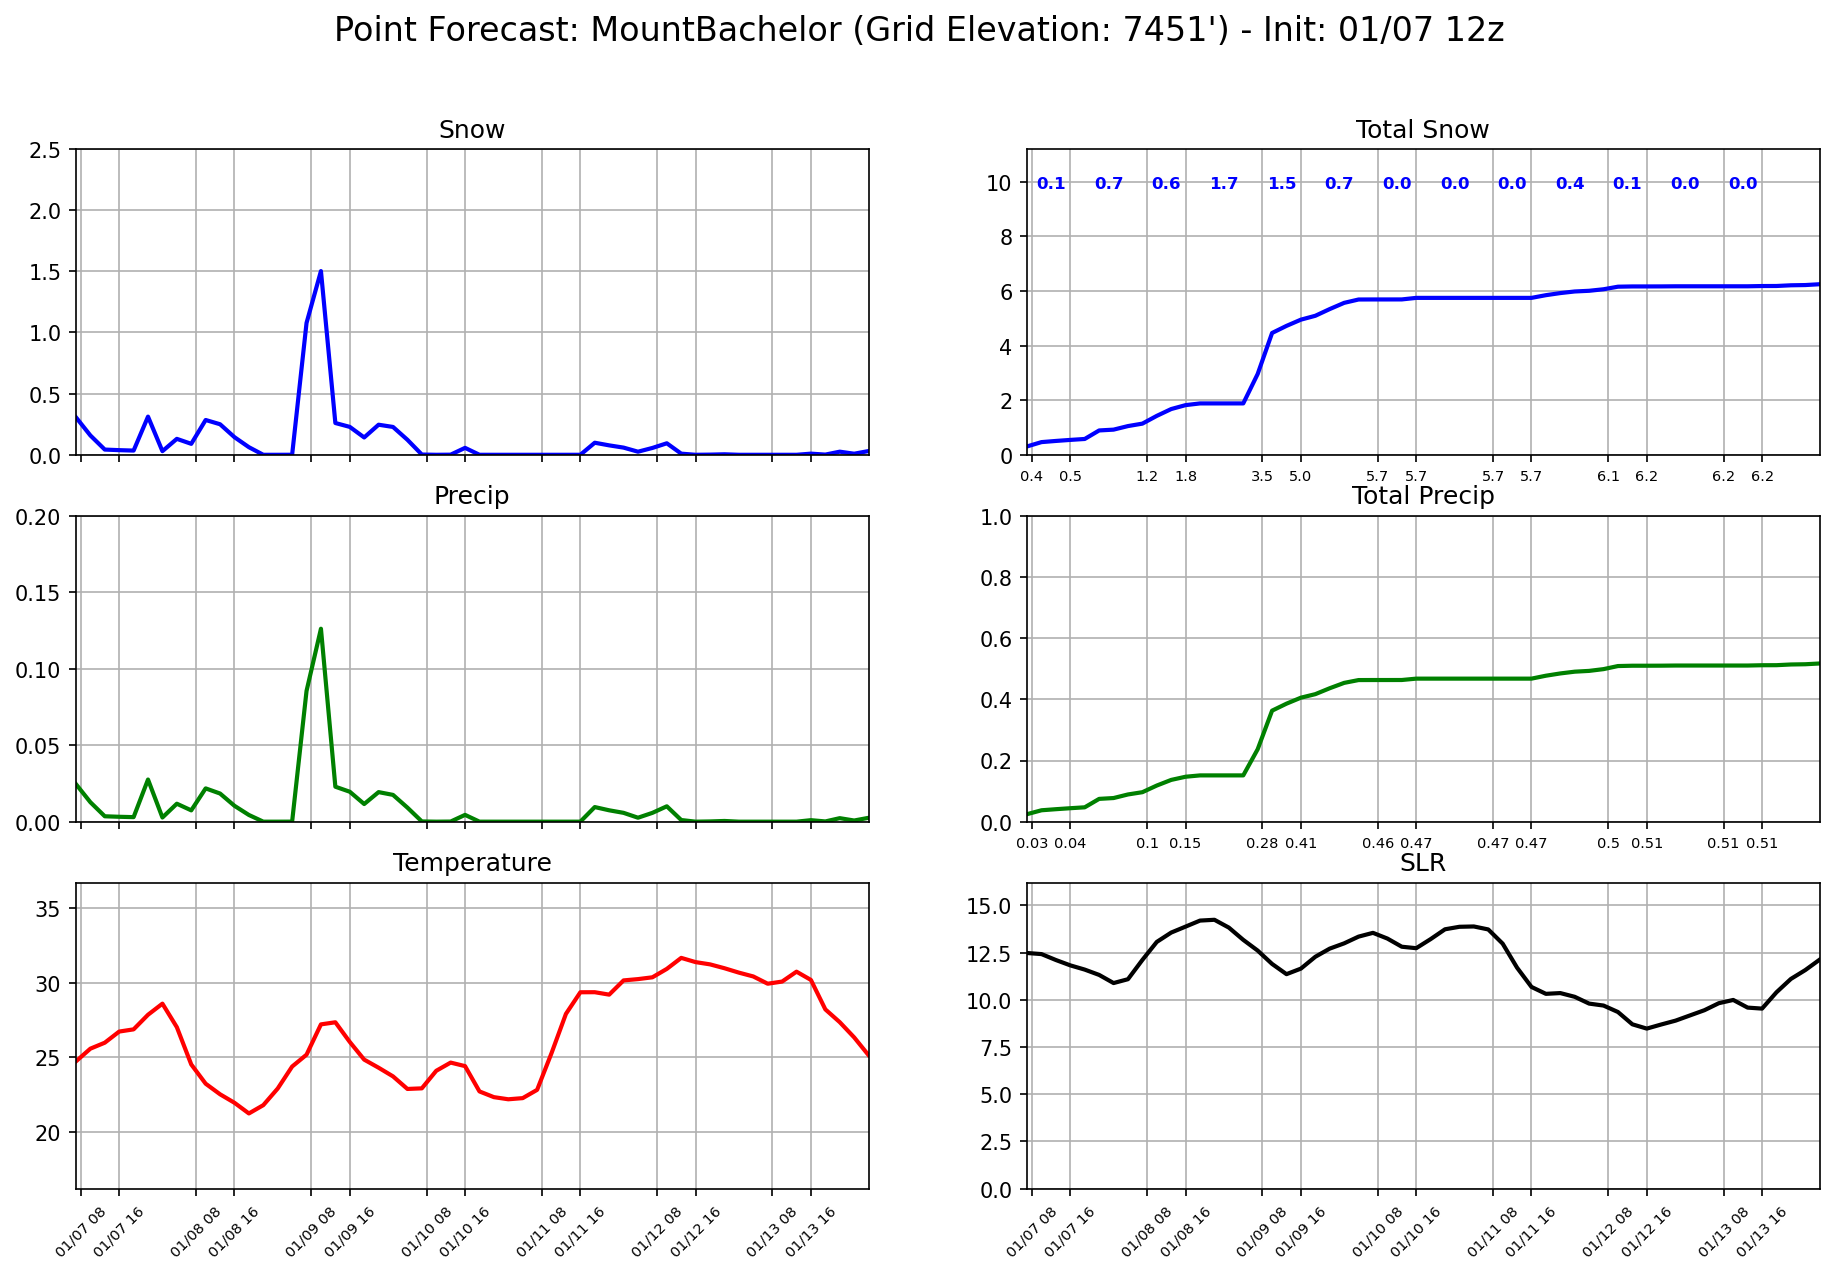 Point Forecast: MountBachelor (Grid Elevation: 7451') - Init: 01/07 12z
Snow
2.5
2.0
1.5
1.0
0.5
0.0
Total Snow
10
8
6
4
2
0
0.1 0.7 0.6 1.7 1.5 0.7 0.0 0.0 0.0 0.4 0.1 0.0 0.0
0.4 0.5 1.2 1.8 3.5 5.0 5.7 5.7 5.7 5.7 6.1 6.2 6.2 6.2
Precip
0.20
0.15
0.10
0.05
0.00
Total Precip
1.0
0.8
0.6
0.4
0.2
0.0
0.03 0.04 0.1 0.15 0.28 0.41 0.46 0.47 0.47 0.47 0.5 0.51 0.51 0.51
Temperature
35
30
25
20
01/07 08 01/07 16 01/08 08 01/08 16 01/09 08 01/09 16 01/10 08 01/10 16 01/11 08 01/11 16 01/12 08 01/12 16 01/13 08 01/13 16
SLR
15.0
12.5
10.0
7.5
5.0
2.5
0.0
01/07 08 01/07 16 01/08 08 01/08 16 01/09 08 01/09 16 01/10 08 01/10 16 01/11 08 01/11 16 01/12 08 01/12 16 01/13 08 01/13 16